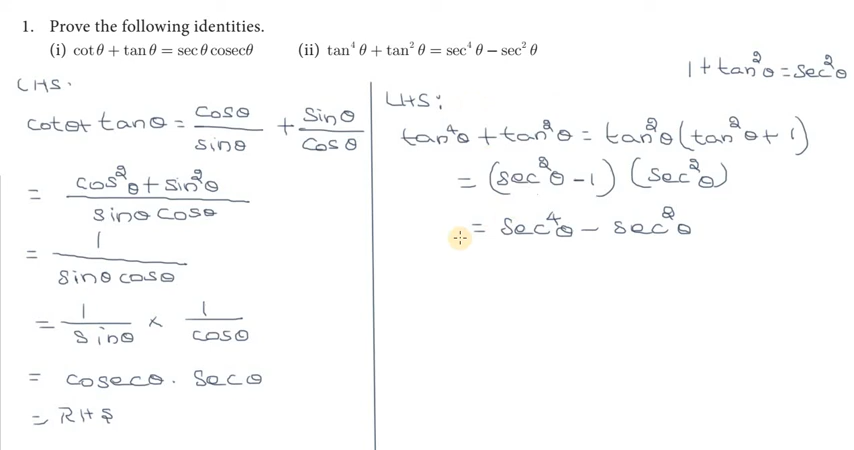 1. Prove the following identities.
(i) cot θ + tan θ = sec θ cosec θ (ii) tan⁴ θ + tan² θ = sec⁴ θ − sec² θ
1 + tan²θ = sec²θ
LHS.
cotθ + tanθ = cosθ/sinθ + sinθ/cosθ
= cos²θ + sin²θ / sinθ cosθ
= 1 / sinθ cosθ
= 1/sinθ × 1/cosθ
= cosecθ . secθ
= RHS
LHS:
tan⁴θ + tan²θ = tan²θ (tan²θ + 1)
= (sec²θ − 1) (sec²θ)
= sec⁴θ − sec²θ